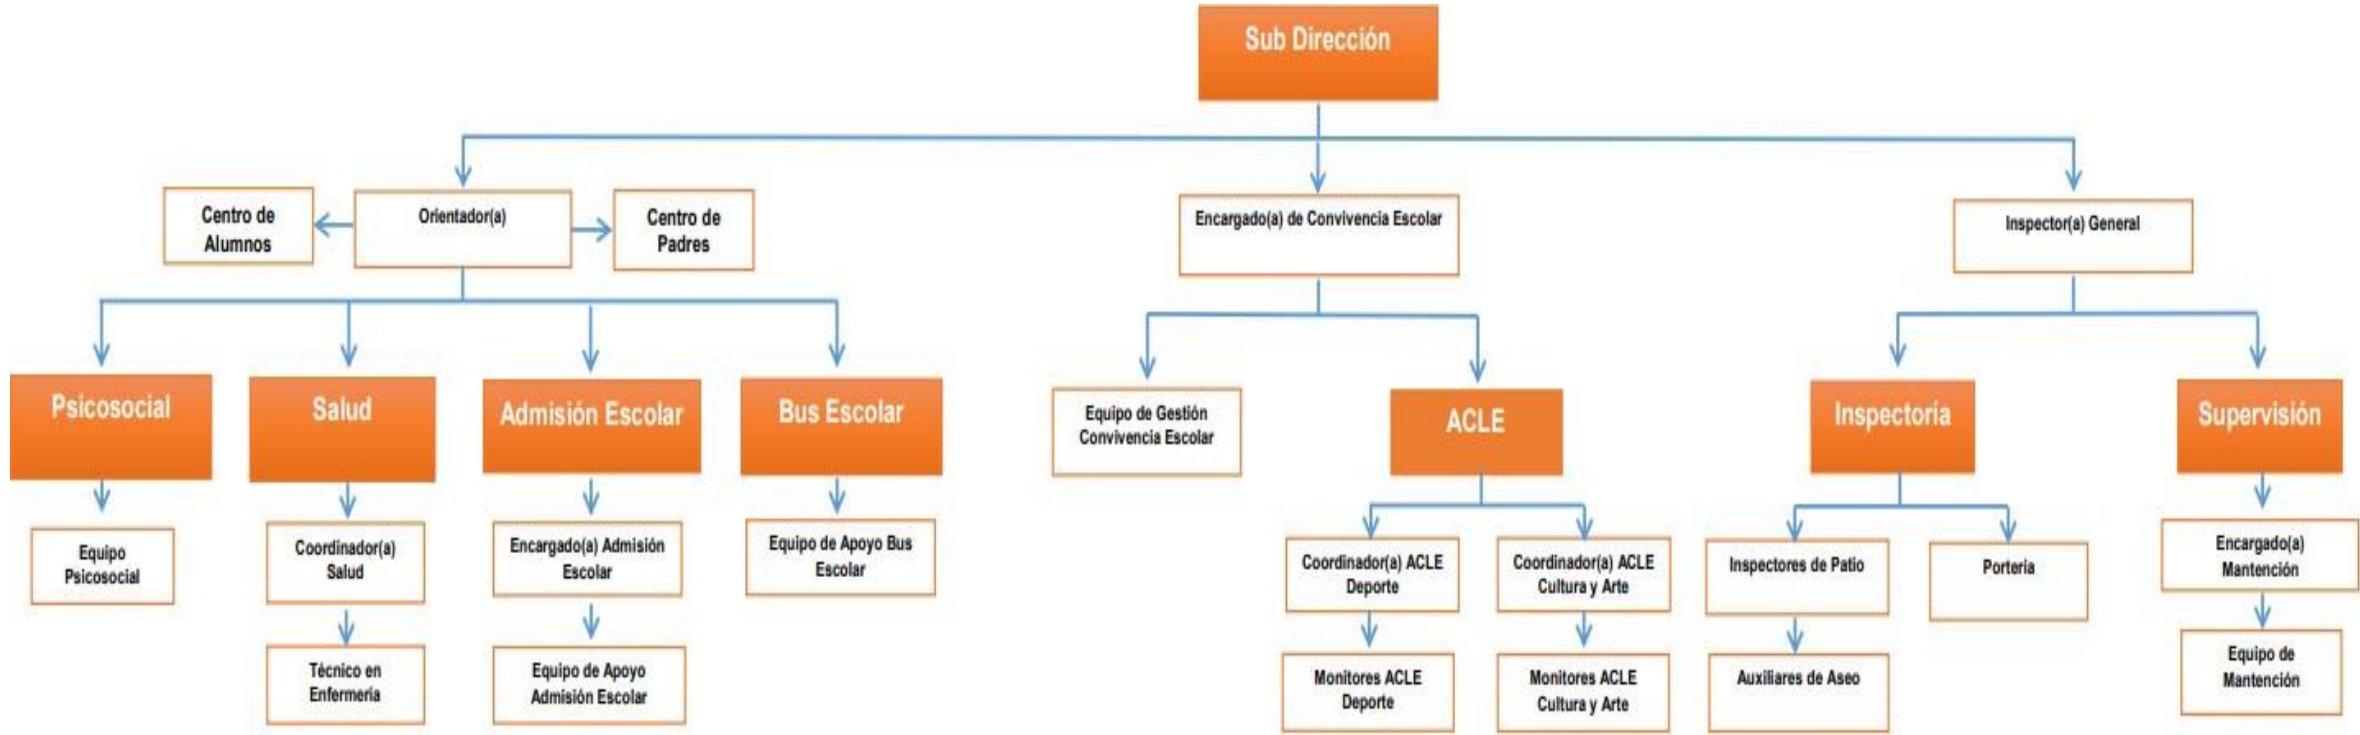 Sub Dirección
Centro de
Alumnos
Orientador(a)
Centro de
Padres
Encargado(a) de Convivencia Escolar
Inspector(a) General
Psicosocial
Salud
Admisión Escolar
Bus Escolar
Equipo de Gestión
Convivencia Escolar
ACLE
Inspectoría
Supervisión
Equipo
Psicosocial
Coordinador(a)
Salud
Encargado(a) Admisión
Escolar
Equipo de Apoyo Bus
Escolar
Coordinador(a) ACLE
Deporte
Coordinador(a) ACLE
Cultura y Arte
Inspectores de Patio
Portería
Encargado(a)
Mantención
Técnico en
Enfermería
Equipo de Apoyo
Admisión Escolar
Monitores ACLE
Deporte
Monitores ACLE
Cultura y Arte
Auxiliares de Aseo
Equipo de
Mantención